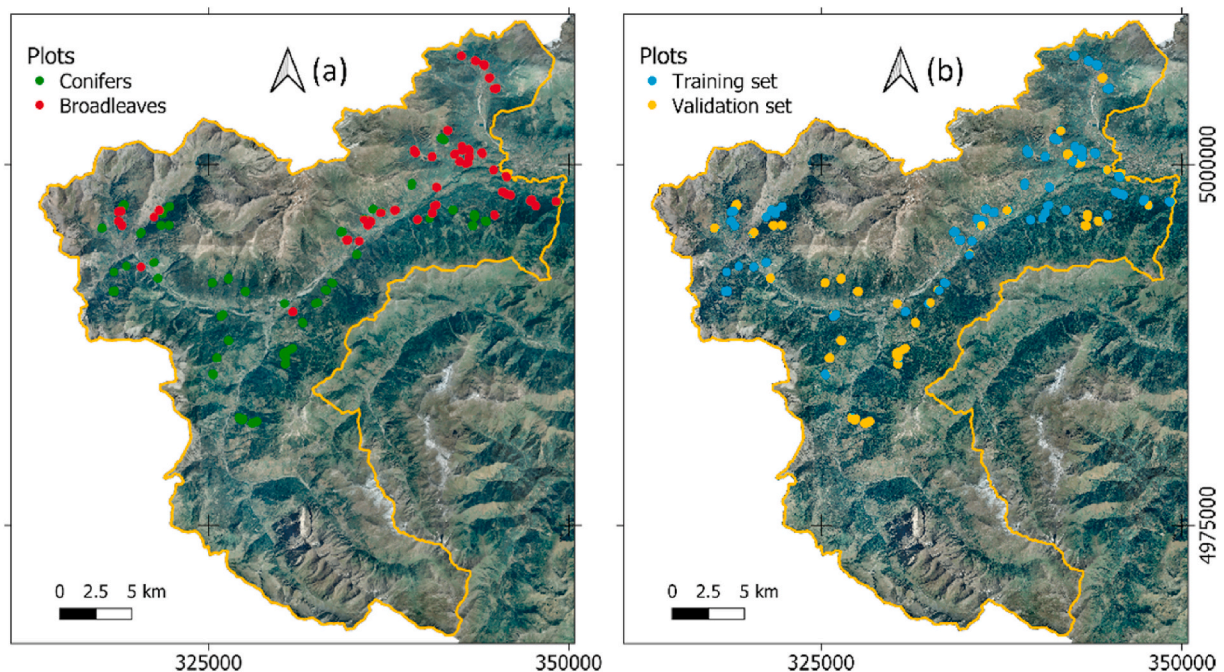 Plots
Conifers
Broadleaves
(a)
0 2.5 5 km
325000 350000
Plots
Training set
Validation set
(b)
0 2.5 5 km
325000 350000
5000000
4975000